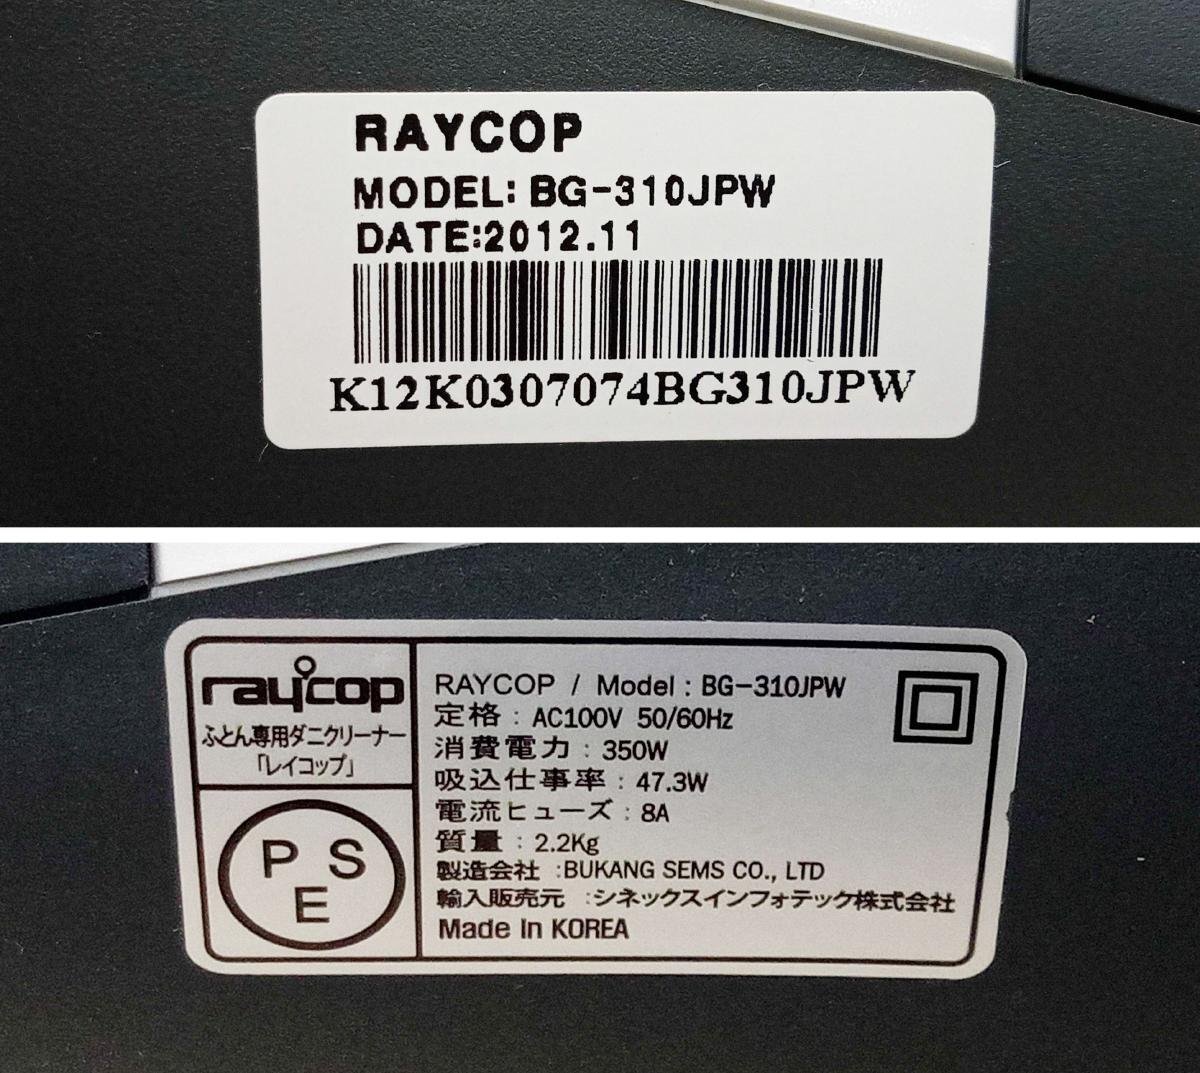 RAYCOP
MODEL: BG-310JPW
DATE:2012.11
K12K0307074BG310JPW
raycop
ふとん専用ダニクリーナー
「レイコップ」
P S E
RAYCOP / Model : BG-310JPW
定格 : AC100V 50/60Hz
消費電力 : 350W
吸込仕事率 : 47.3W
電流ヒューズ : 8A
質量 : 2.2Kg
製造会社 :BUKANG SEMS CO., LTD
輸入販売元 :シネックスインフォテック株式会社
Made In KOREA